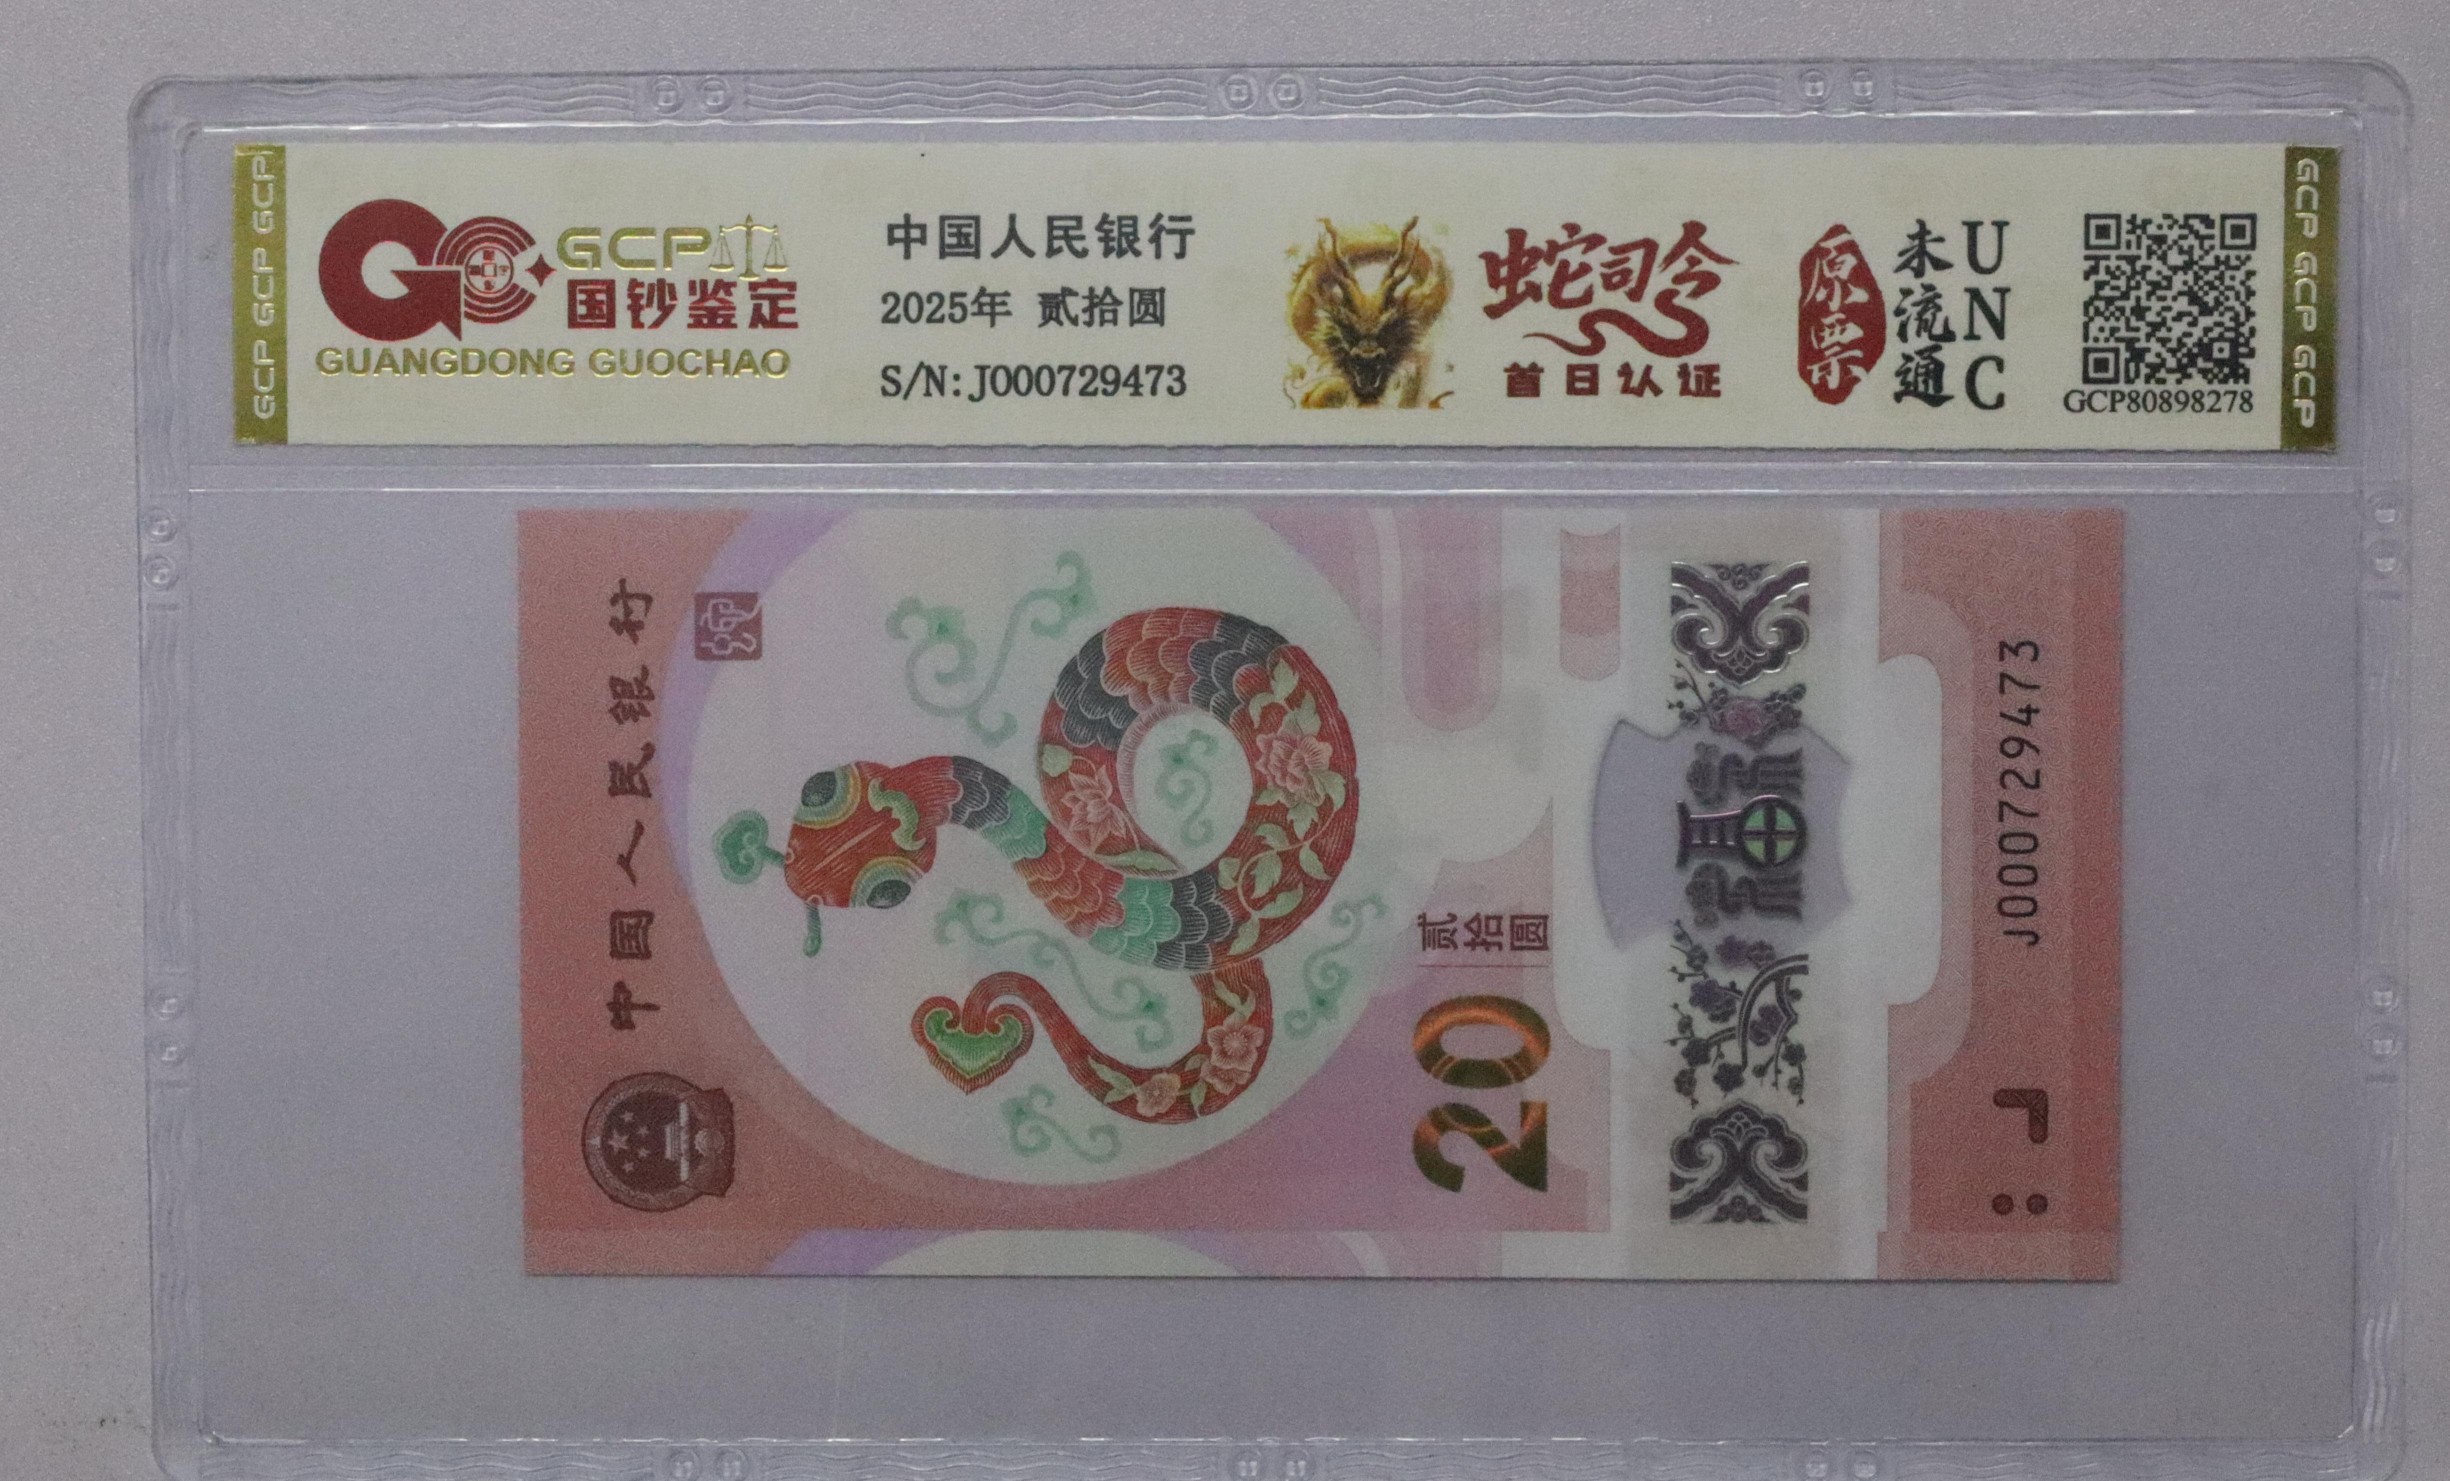 GCP GCP GCP
GCP
国钞鉴定
GUANGDONG GUOCHAO
中国人民银行
2025年 贰拾圆
S/N:J000729473
蛇司令
首日认证
原票
未流通
UNC
GCP80898278
GCP GCP GCP
中国人民银行
蛇
20
贰拾圆
福
J000729473